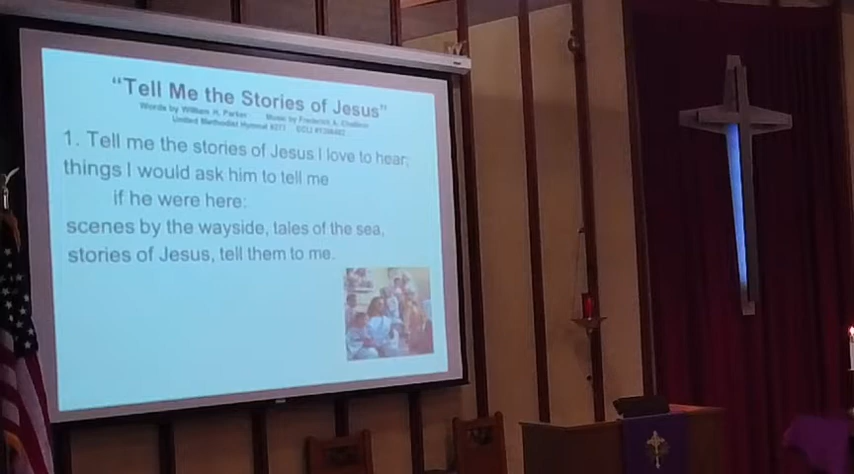 “Tell Me the Stories of Jesus”
Words by William H. Parker Music by Frederick A. Challinor
United Methodist Hymnal #277 CCLI
1. Tell me the stories of Jesus I love to hear;
things I would ask him to tell me
if he were here:
scenes by the wayside, tales of the sea,
stories of Jesus, tell them to me.